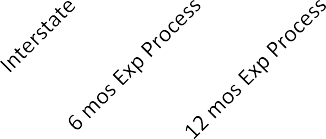 Interstate
6 mos Exp Process
12 mos Exp Process